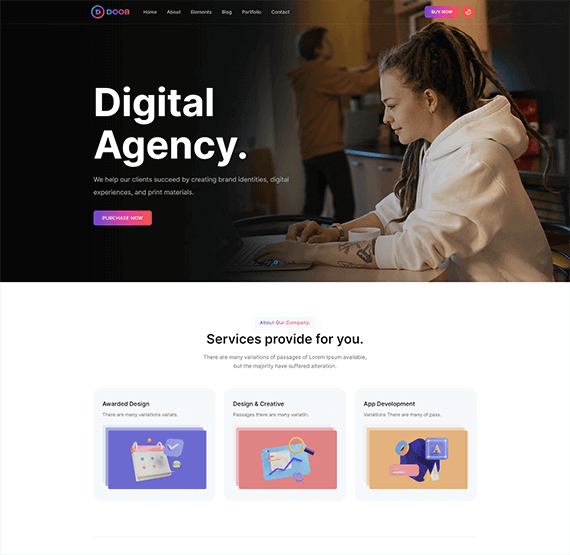 DOOB
Home About Elements Blog Portfolio Contact
BUY NOW
Digital
Agency.
We help our clients succeed by creating brand identities, digital
experiences, and print materials.
PURCHASE NOW
About Our Company.
Services provide for you.
There are many variations of passages of Lorem Ipsum available,
but the majority have suffered alteration.
Awarded Design
There are many variations variats.
Design & Creative
Passages there are many variatin.
App Development
Variations There are many of pass.
A